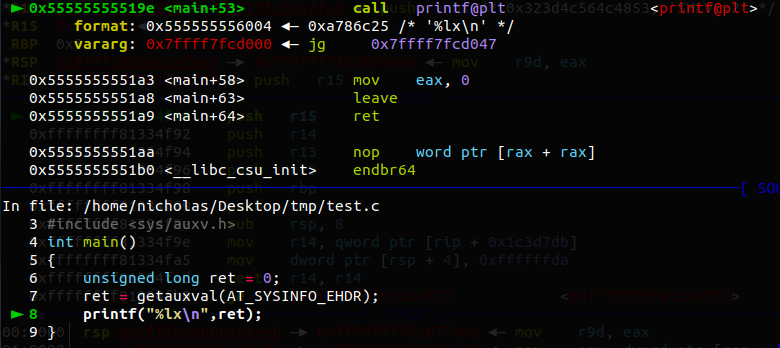 ► 0x55555555519e <main+53> call printf@plt <printf@plt>
format: 0x555555556004 ◂— 0xa786c25 /* '%lx\n' */
vararg: 0x7ffff7fcd000 ◂— jg 0x7ffff7fcd047
0x5555555551a3 <main+58> mov eax, 0
0x5555555551a8 <main+63> leave
0x5555555551a9 <main+64> ret
0x5555555551aa nop word ptr [rax + rax]
0x5555555551b0 <__libc_csu_init> endbr64
[ SOU
In file: /home/nicholas/Desktop/tmp/test.c
3 #include <sys/auxv.h>
4 int main()
5 {
6 unsigned long ret = 0;
7 ret = getauxval(AT_SYSINFO_EHDR);
► 8 printf("%lx\n",ret);
9 }